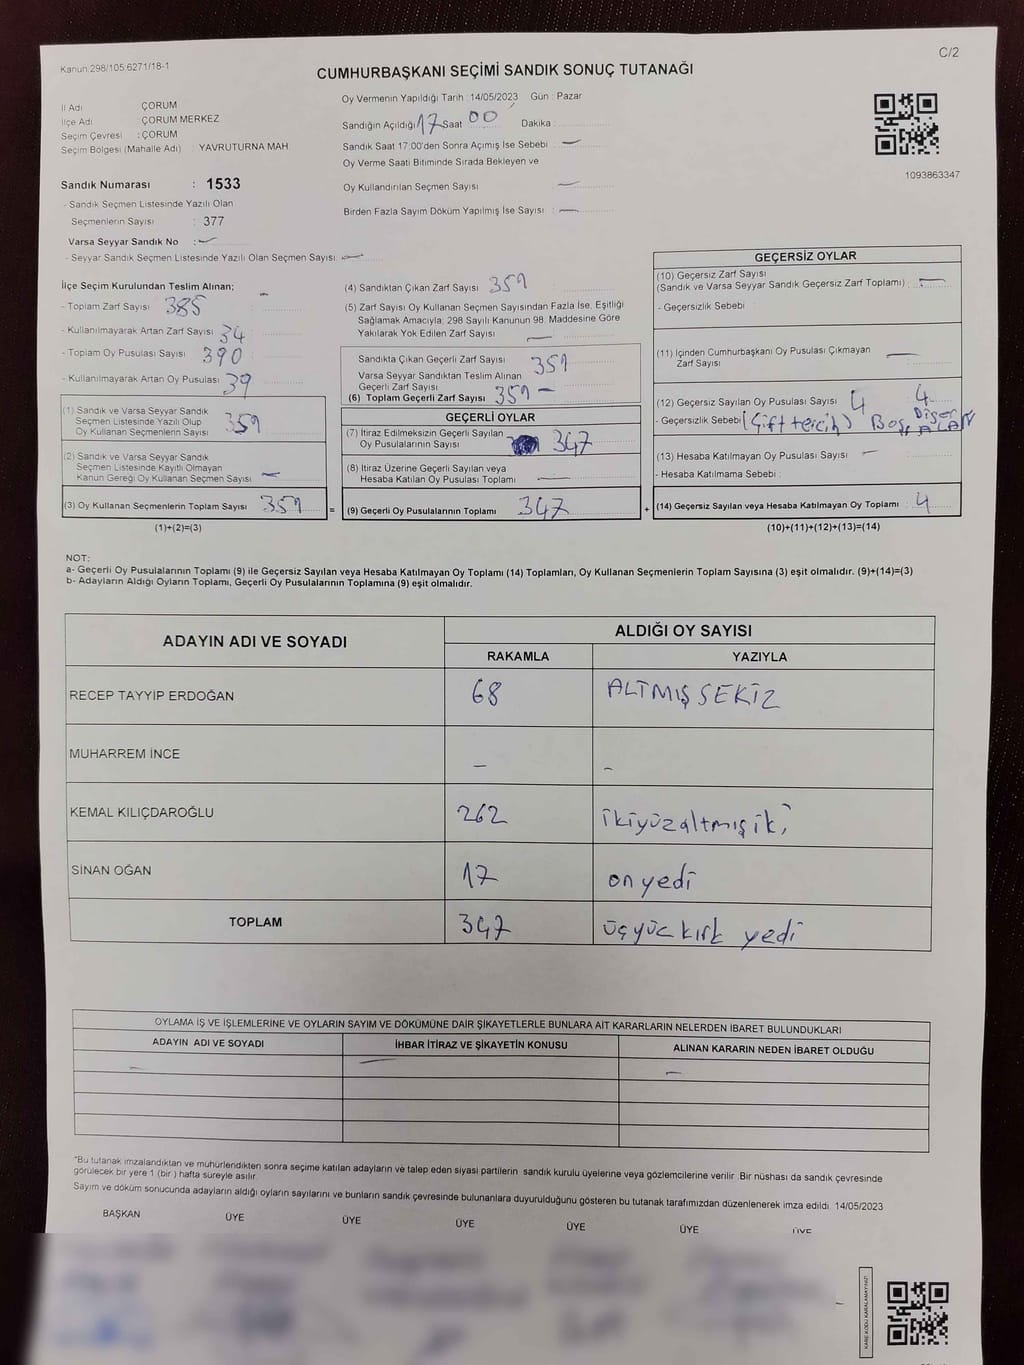 Kanun:298/105:6271/18-1
C/2
CUMHURBAŞKANI SEÇİMİ SANDIK SONUÇ TUTANAĞI
İl Adı ÇORUM
İlçe Adı ÇORUM MERKEZ
Seçim Çevresi : ÇORUM
Seçim Bölgesi (Mahalle Adı) YAVRUTURNA MAH
Sandık Numarası : 1533
- Sandık Seçmen Listesinde Yazılı Olan
Seçmenlerin Sayısı : 377
Varsa Seyyar Sandık No : —
- Seyyar Sandık Seçmen Listesinde Yazılı Olan Seçmen Sayısı: —
Oy Vermenin Yapıldığı Tarih : 14/05/2023 Gün : Pazar
Sandığın Açıldığı 17 Saat 00 Dakika :
Sandık Saat 17:00'den Sonra Açımış İse Sebebi : —
Oy Verme Saati Bitiminde Sırada Bekleyen ve
Oy Kullandırılan Seçmen Sayısı : —
Birden Fazla Sayım Döküm Yapılmış İse Sayısı : —
1093863347
İlçe Seçim Kurulundan Teslim Alınan;
- Toplam Zarf Sayısı 385
- Kullanılmayarak Artan Zarf Sayısı 34
- Toplam Oy Pusulası Sayısı 390
- Kullanılmayarak Artan Oy Pusulası 39
(1) Sandık ve Varsa Seyyar Sandık
Seçmen Listesinde Yazılı Olup
Oy Kullanan Seçmenlerin Sayısı 351
(2) Sandık ve Varsa Seyyar Sandık
Seçmen Listesinde Kayıtlı Olmayan
Kanun Gereği Oy Kullanan Seçmen Sayısı —
(3) Oy Kullanan Seçmenlerin Toplam Sayısı 351 =
(1)+(2)=(3)
(4) Sandıktan Çıkan Zarf Sayısı 351
(5) Zarf Sayısı Oy Kullanan Seçmen Sayısından Fazla İse, Eşitliği
Sağlamak Amacıyla; 298 Sayılı Kanunun 98. Maddesine Göre
Yakılarak Yok Edilen Zarf Sayısı —
Sandıkta Çıkan Geçerli Zarf Sayısı 351
Varsa Seyyar Sandıktan Teslim Alınan
Geçerli Zarf Sayısı
(6) Toplam Geçerli Zarf Sayısı 351 —
GEÇERLİ OYLAR
(7) İtiraz Edilmeksizin Geçerli Sayılan
Oy Pusulalarının Sayısı 347
(8) İtiraz Üzerine Geçerli Sayılan veya
Hesaba Katılan Oy Pusulası Toplamı —
(9) Geçerli Oy Pusulalarının Toplamı 347 +
GEÇERSİZ OYLAR
(10) Geçersiz Zarf Sayısı
(Sandık ve Varsa Seyyar Sandık Geçersiz Zarf Toplamı) : —
- Geçersizlik Sebebi :
(11) İçinden Cumhurbaşkanı Oy Pusulası Çıkmayan
Zarf Sayısı —
(12) Geçersiz Sayılan Oy Pusulası Sayısı 4 4
- Geçersizlik Sebebi (Çift tercih) Boş,
(13) Hesaba Katılmayan Oy Pusulası Sayısı —
- Hesaba Katılmama Sebebi :
(14) Geçersiz Sayılan veya Hesaba Katılmayan Oy Toplamı : 4
(10)+(11)+(12)+(13)=(14)
NOT:
a- Geçerli Oy Pusulalarının Toplamı (9) ile Geçersiz Sayılan veya Hesaba Katılmayan Oy Toplamı (14) Toplamları, Oy Kullanan Seçmenlerin Toplam Sayısına (3) eşit olmalıdır. (9)+(14)=(3)
b- Adayların Aldığı Oyların Toplamı, Geçerli Oy Pusulalarının Toplamına (9) eşit olmalıdır.
ADAYIN ADI VE SOYADI ALDIĞI OY SAYISI
RAKAMLA YAZIYLA
RECEP TAYYİP ERDOĞAN 68 ALTMIŞ SEKİZ
MUHARREM İNCE – –
KEMAL KILIÇDAROĞLU 262 ikiyüzaltmışiki
SİNAN OĞAN 17 onyedi
TOPLAM 347 üçyüz kırk yedi
OYLAMA İŞ VE İŞLEMLERİNE VE OYLARIN SAYIM VE DÖKÜMÜNE DAİR ŞİKAYETLERLE BUNLARA AİT KARARLARIN NELERDEN İBARET BULUNDUKLARI
ADAYIN ADI VE SOYADI İHBAR İTİRAZ VE ŞİKAYETİN KONUSU ALINAN KARARIN NEDEN İBARET OLDUĞU
— — —
*Bu tutanak imzalandıktan ve mühürlendikten sonra seçime katılan adayların ve talep eden siyasi partilerin sandık kurulu üyelerine veya gözlemcilerine verilir. Bir nüshası da sandık çevresinde
görülecek bir yere 1 (bir ) hafta süreyle asılır.
Sayım ve döküm sonucunda adayların aldığı oyların sayılarını ve bunların sandık çevresinde bulunanlara duyurulduğunu gösteren bu tutanak tarafımızdan düzenlenerek imza edildi. 14/05/2023
BAŞKAN ÜYE ÜYE ÜYE ÜYE ÜYE ÜYE
KARE KODU KARALAMAYINIZ!